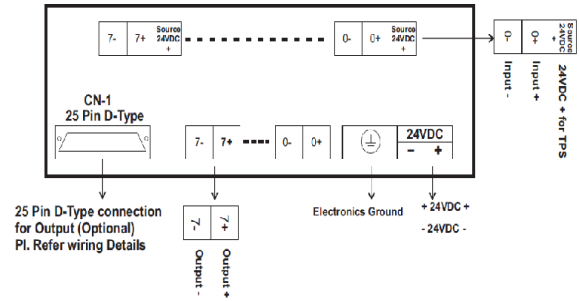 7- 7+ Source 24VDC +
0- 0+ Source 24VDC +
0- 0+ Source 24VDC +
Input - Input + 24VDC + for TPS
CN-1
25 Pin D-Type
7- 7+ 0- 0+
24VDC
- +
25 Pin D-Type connection
for Output (Optional)
Pl. Refer wiring Details
7- 7+
Output - Output +
Electronics Ground
+ 24VDC +
- 24VDC -